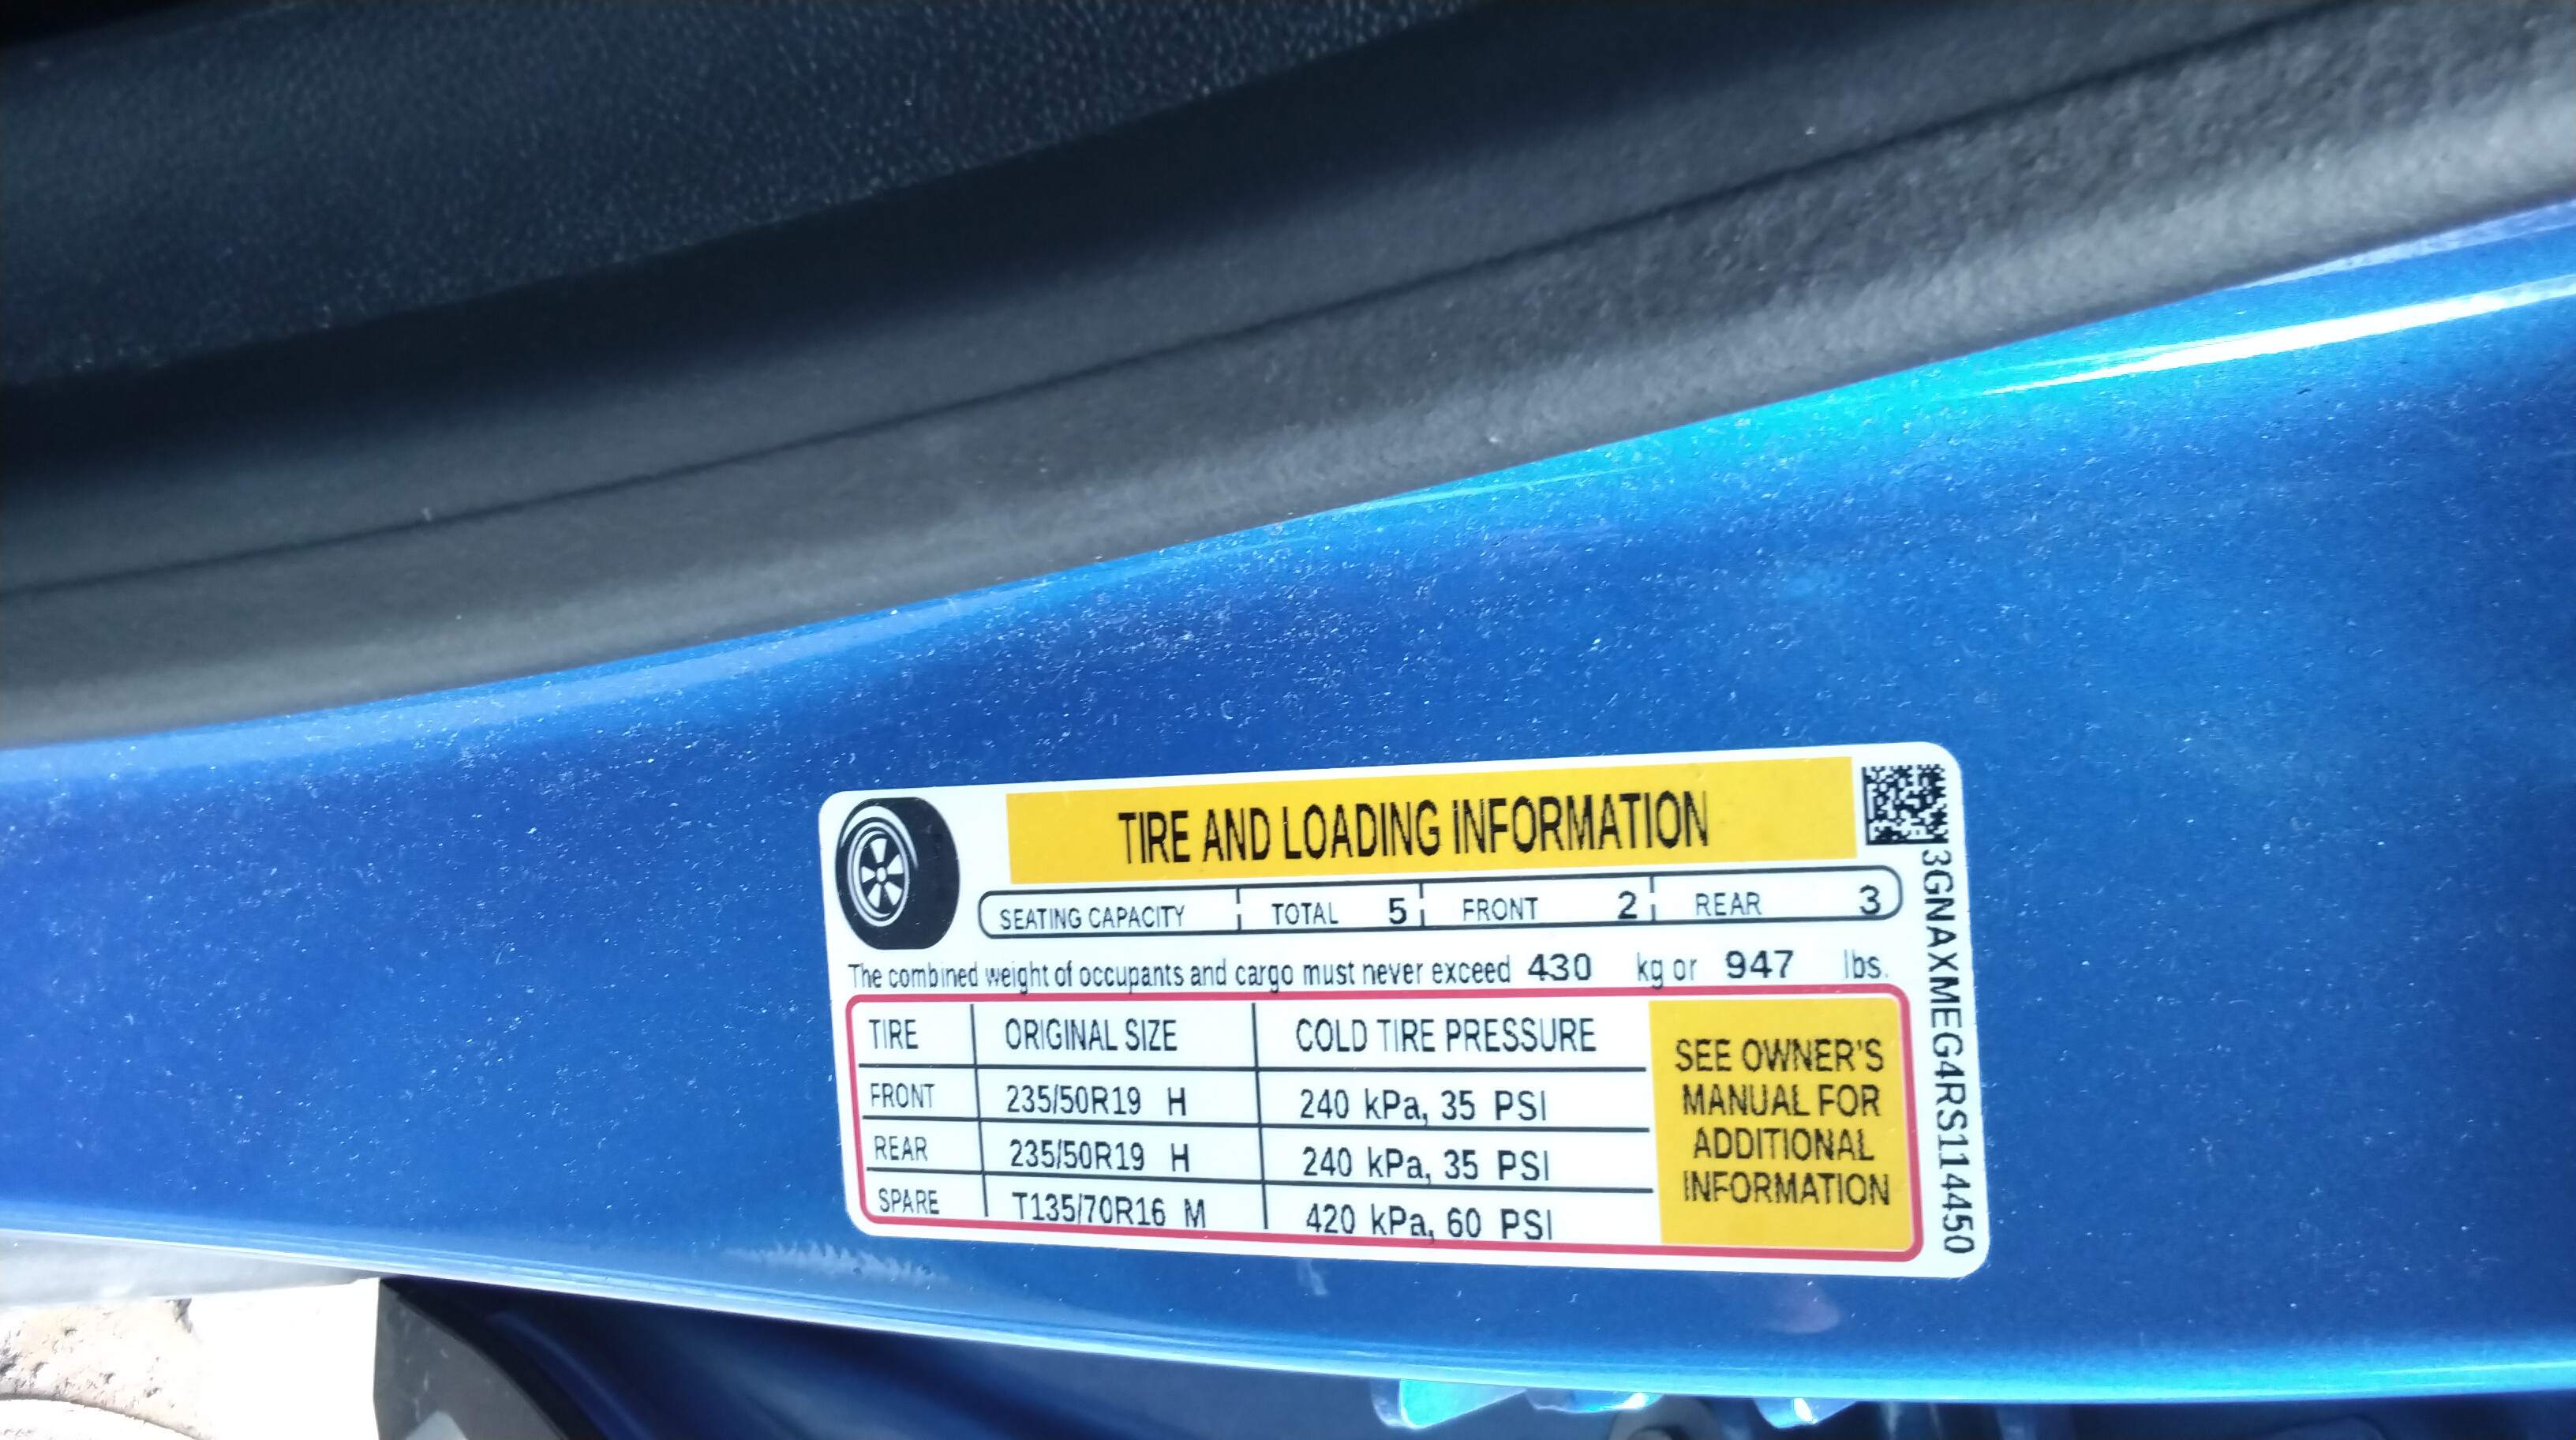 TIRE AND LOADING INFORMATION
SEATING CAPACITY TOTAL 5 FRONT 2 REAR 3
The combined weight of occupants and cargo must never exceed 430 kg or 947 lbs.
TIRE ORIGINAL SIZE COLD TIRE PRESSURE
FRONT 235/50R19 H 240 kPa, 35 PSI
REAR 235/50R19 H 240 kPa, 35 PSI
SPARE T135/70R16 M 420 kPa, 60 PSI
SEE OWNER'S
MANUAL FOR
ADDITIONAL
INFORMATION
3GNAXMEG4RS114450